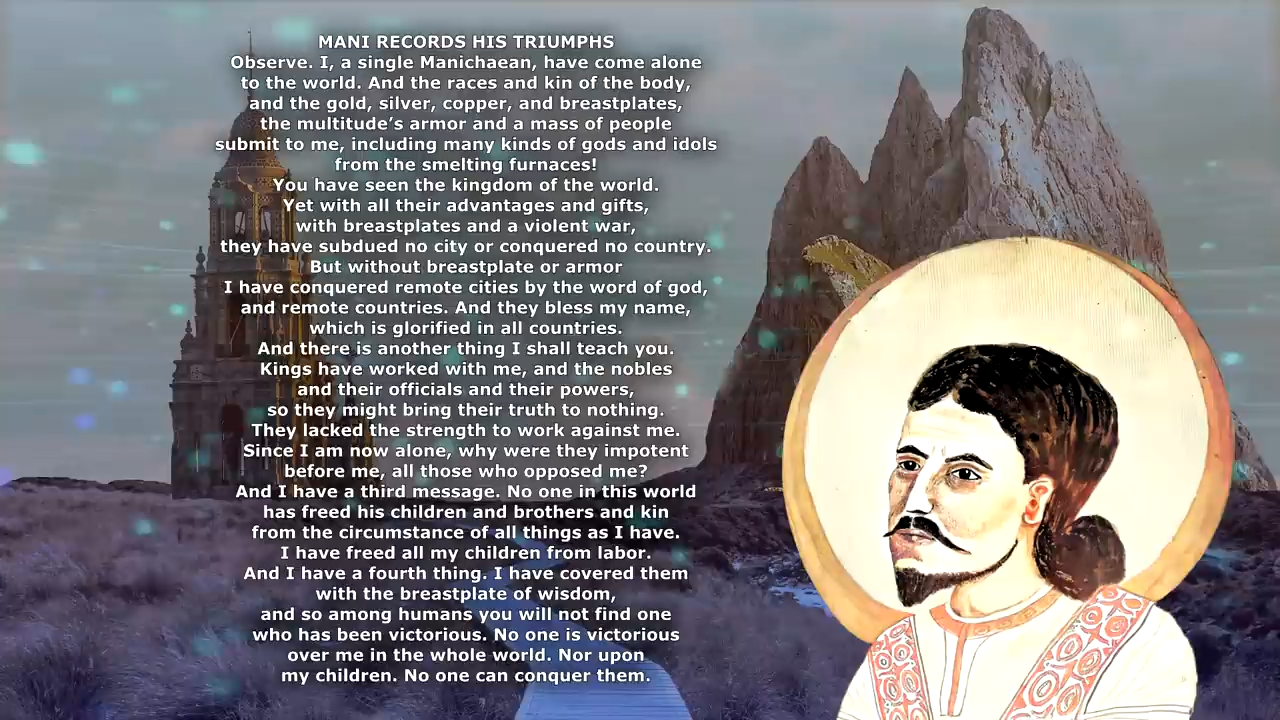 MANI RECORDS HIS TRIUMPHS
Observe. I, a single Manichaean, have come alone
to the world. And the races and kin of the body,
and the gold, silver, copper, and breastplates,
the multitude’s armor and a mass of people
submit to me, including many kinds of gods and idols
from the smelting furnaces!
You have seen the kingdom of the world.
Yet with all their advantages and gifts,
with breastplates and a violent war,
they have subdued no city or conquered no country.
But without breastplate or armor
I have conquered remote cities by the word of god,
and remote countries. And they bless my name,
which is glorified in all countries.
And there is another thing I shall teach you.
Kings have worked with me, and the nobles
and their officials and their powers,
so they might bring their truth to nothing.
They lacked the strength to work against me.
Since I am now alone, why were they impotent
before me, all those who opposed me?
And I have a third message. No one in this world
has freed his children and brothers and kin
from the circumstance of all things as I have.
I have freed all my children from labor.
And I have a fourth thing. I have covered them
with the breastplate of wisdom,
and so among humans you will not find one
who has been victorious. No one is victorious
over me in the whole world. Nor upon
my children. No one can conquer them.